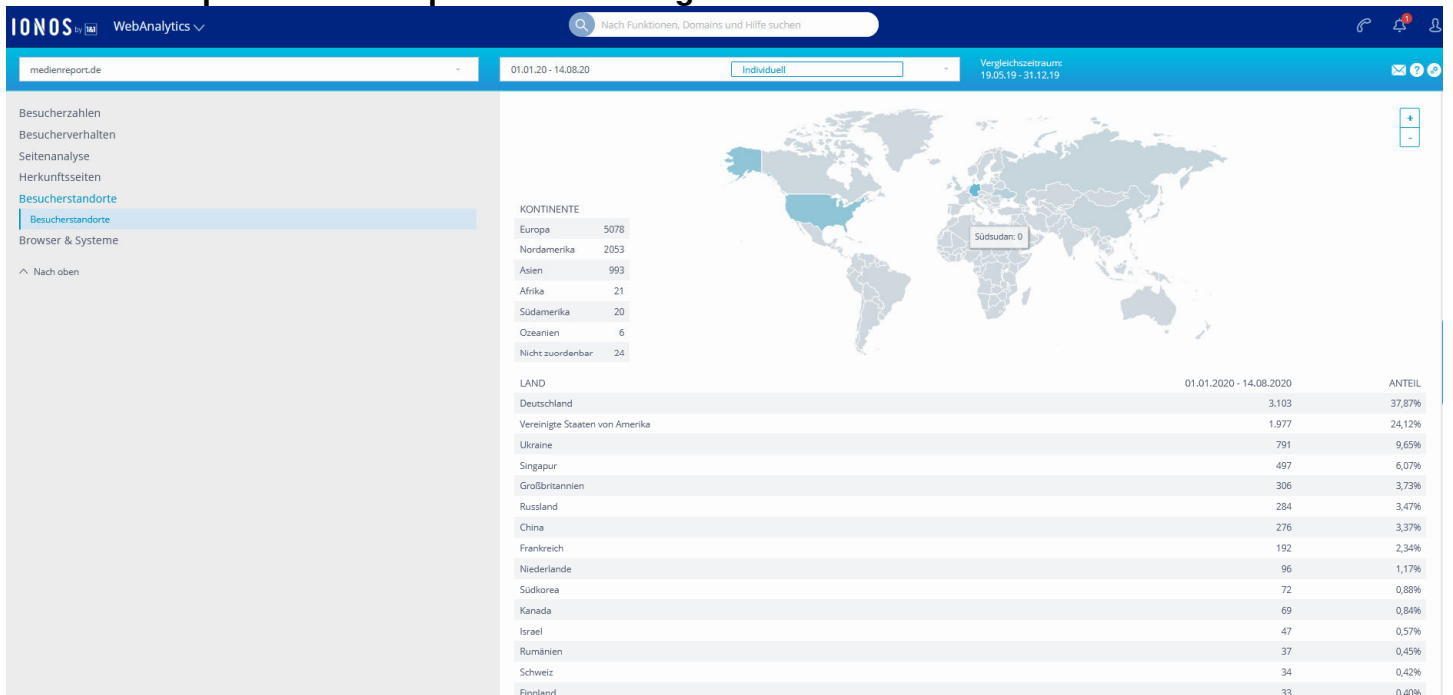 IONOS by 1&1 WebAnalytics Nach Funktionen, Domains und Hilfe suchen 1
medienreport.de 01.01.20 - 14.08.20 Individuell Vergleichszeitraum:
19.05.19 - 31.12.19
Besucherzahlen
Besucherverhalten
Seitenanalyse
Herkunftsseiten
Besucherstandorte
Besucherstandorte
Browser & Systeme
Nach oben
+
-
Südsudan: 0
KONTINENTE
Europa 5078
Nordamerika 2053
Asien 993
Afrika 21
Südamerika 20
Ozeanien 6
Nicht zuordenbar 24
LAND 01.01.2020 - 14.08.2020 ANTEIL
Deutschland 3.103 37,87%
Vereinigte Staaten von Amerika 1.977 24,12%
Ukraine 791 9,65%
Singapur 497 6,07%
Großbritannien 306 3,73%
Russland 284 3,47%
China 276 3,37%
Frankreich 192 2,34%
Niederlande 96 1,17%
Südkorea 72 0,88%
Kanada 69 0,84%
Israel 47 0,57%
Rumänien 37 0,45%
Schweiz 34 0,42%
Finnland 33 0,40%